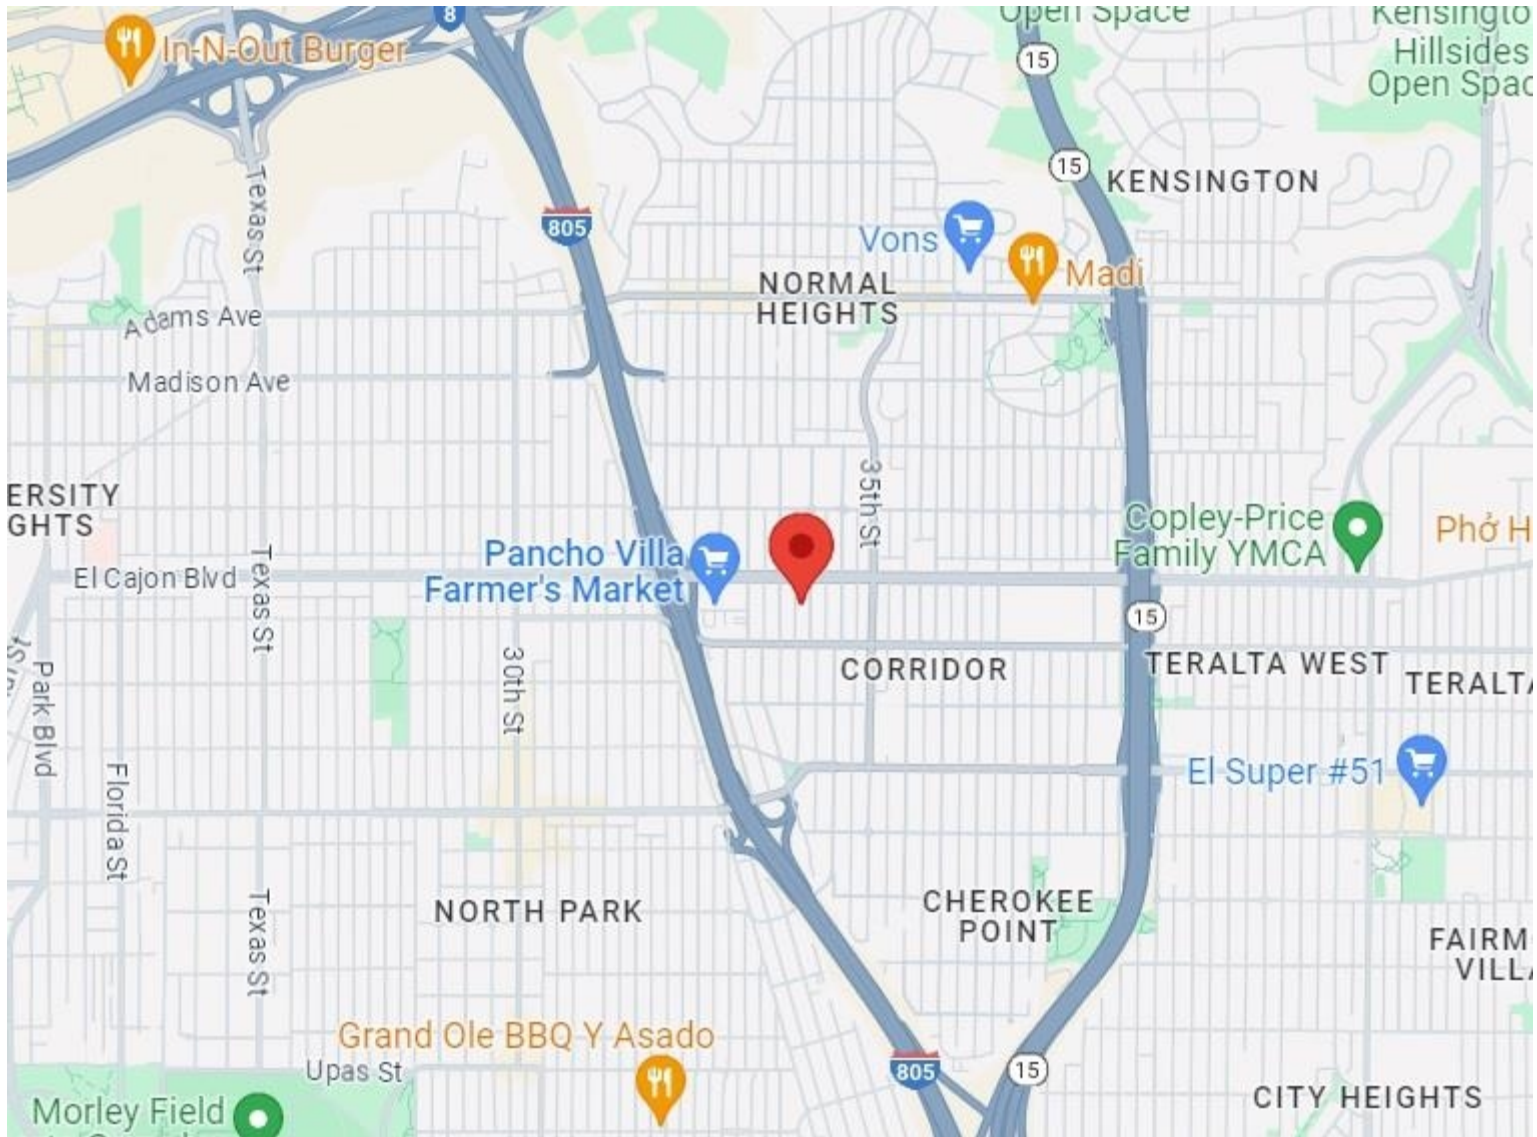 8
In-N-Out Burger
Open Space
15
Kensingto
Hillsides
Open Spac
15
KENSINGTON
Texas St
805
Vons
Madi
NORMAL
HEIGHTS
Adams Ave
Madison Ave
35th St
ERSITY
GHTS
Copley-Price
Family YMCA
Phở H
Pancho Villa
Farmer's Market
El Cajon Blvd
Texas St
15
30th St
Park Blvd
CORRIDOR
TERALTA WEST
TERALTA
El Super #51
Florida St
Texas St
NORTH PARK
CHEROKEE
POINT
FAIRM
VILLA
Grand Ole BBQ Y Asado
Upas St
805
15
CITY HEIGHTS
Morley Field